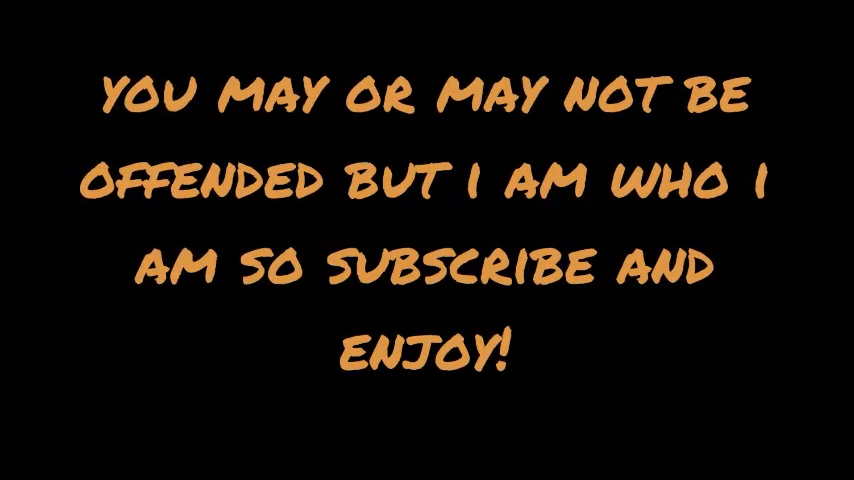 YOU MAY OR MAY NOT BE
OFFENDED BUT I AM WHO I
AM SO SUBSCRIBE AND
ENJOY!